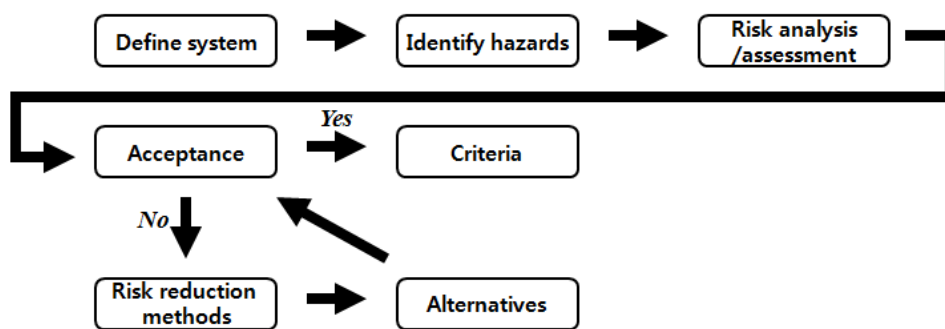 Define system
Identify hazards
Risk analysis
/assessment
Yes
Acceptance
Criteria
No
Risk reduction
methods
Alternatives